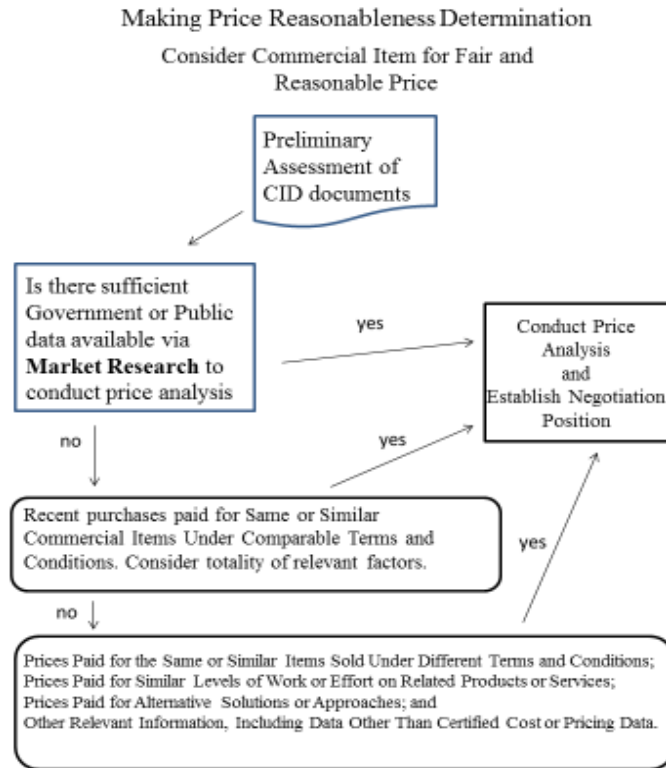 Making Price Reasonableness Determination
Consider Commercial Item for Fair and
Reasonable Price
Preliminary
Assessment of
CID documents
Is there sufficient
Government or Public
data available via
Market Research to
conduct price analysis
yes
Conduct Price
Analysis
and
Establish Negotiation
Position
no
yes
Recent purchases paid for Same or Similar
Commercial Items Under Comparable Terms and
Conditions. Consider totality of relevant factors.
yes
no
Prices Paid for the Same or Similar Items Sold Under Different Terms and Conditions;
Prices Paid for Similar Levels of Work or Effort on Related Products or Services;
Prices Paid for Alternative Solutions or Approaches; and
Other Relevant Information, Including Data Other Than Certified Cost or Pricing Data.